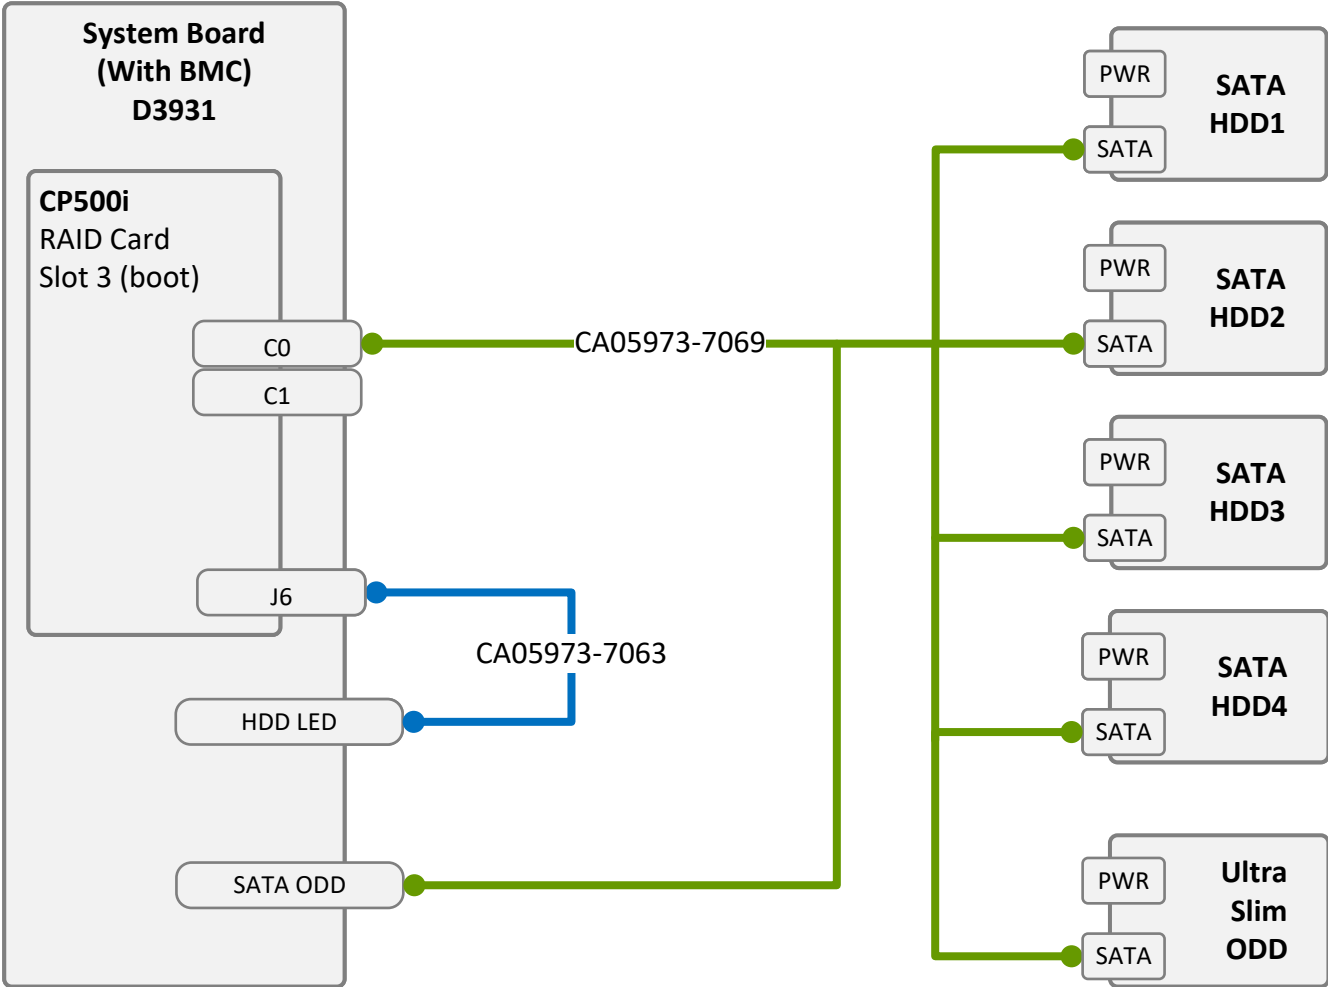 System Board
(With BMC)
D3931
CP500i
RAID Card
Slot 3 (boot)
C0
C1
J6
HDD LED
SATA ODD
CA05973-7069
CA05973-7063
PWR
SATA
SATA
HDD1
PWR
SATA
SATA
HDD2
PWR
SATA
SATA
HDD3
PWR
SATA
SATA
HDD4
PWR
SATA
Ultra
Slim
ODD